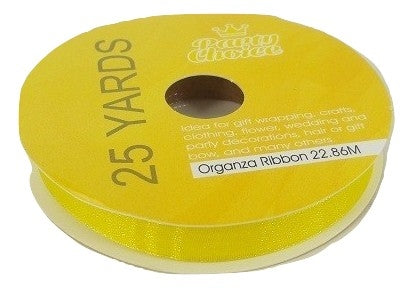 Party
Choice
25 YARDS
Idea for gift wrapping, crafts,
clothing, flower, wedding and
party decorations, hair or gift
bow, and many others.
Organza Ribbon 22.86M